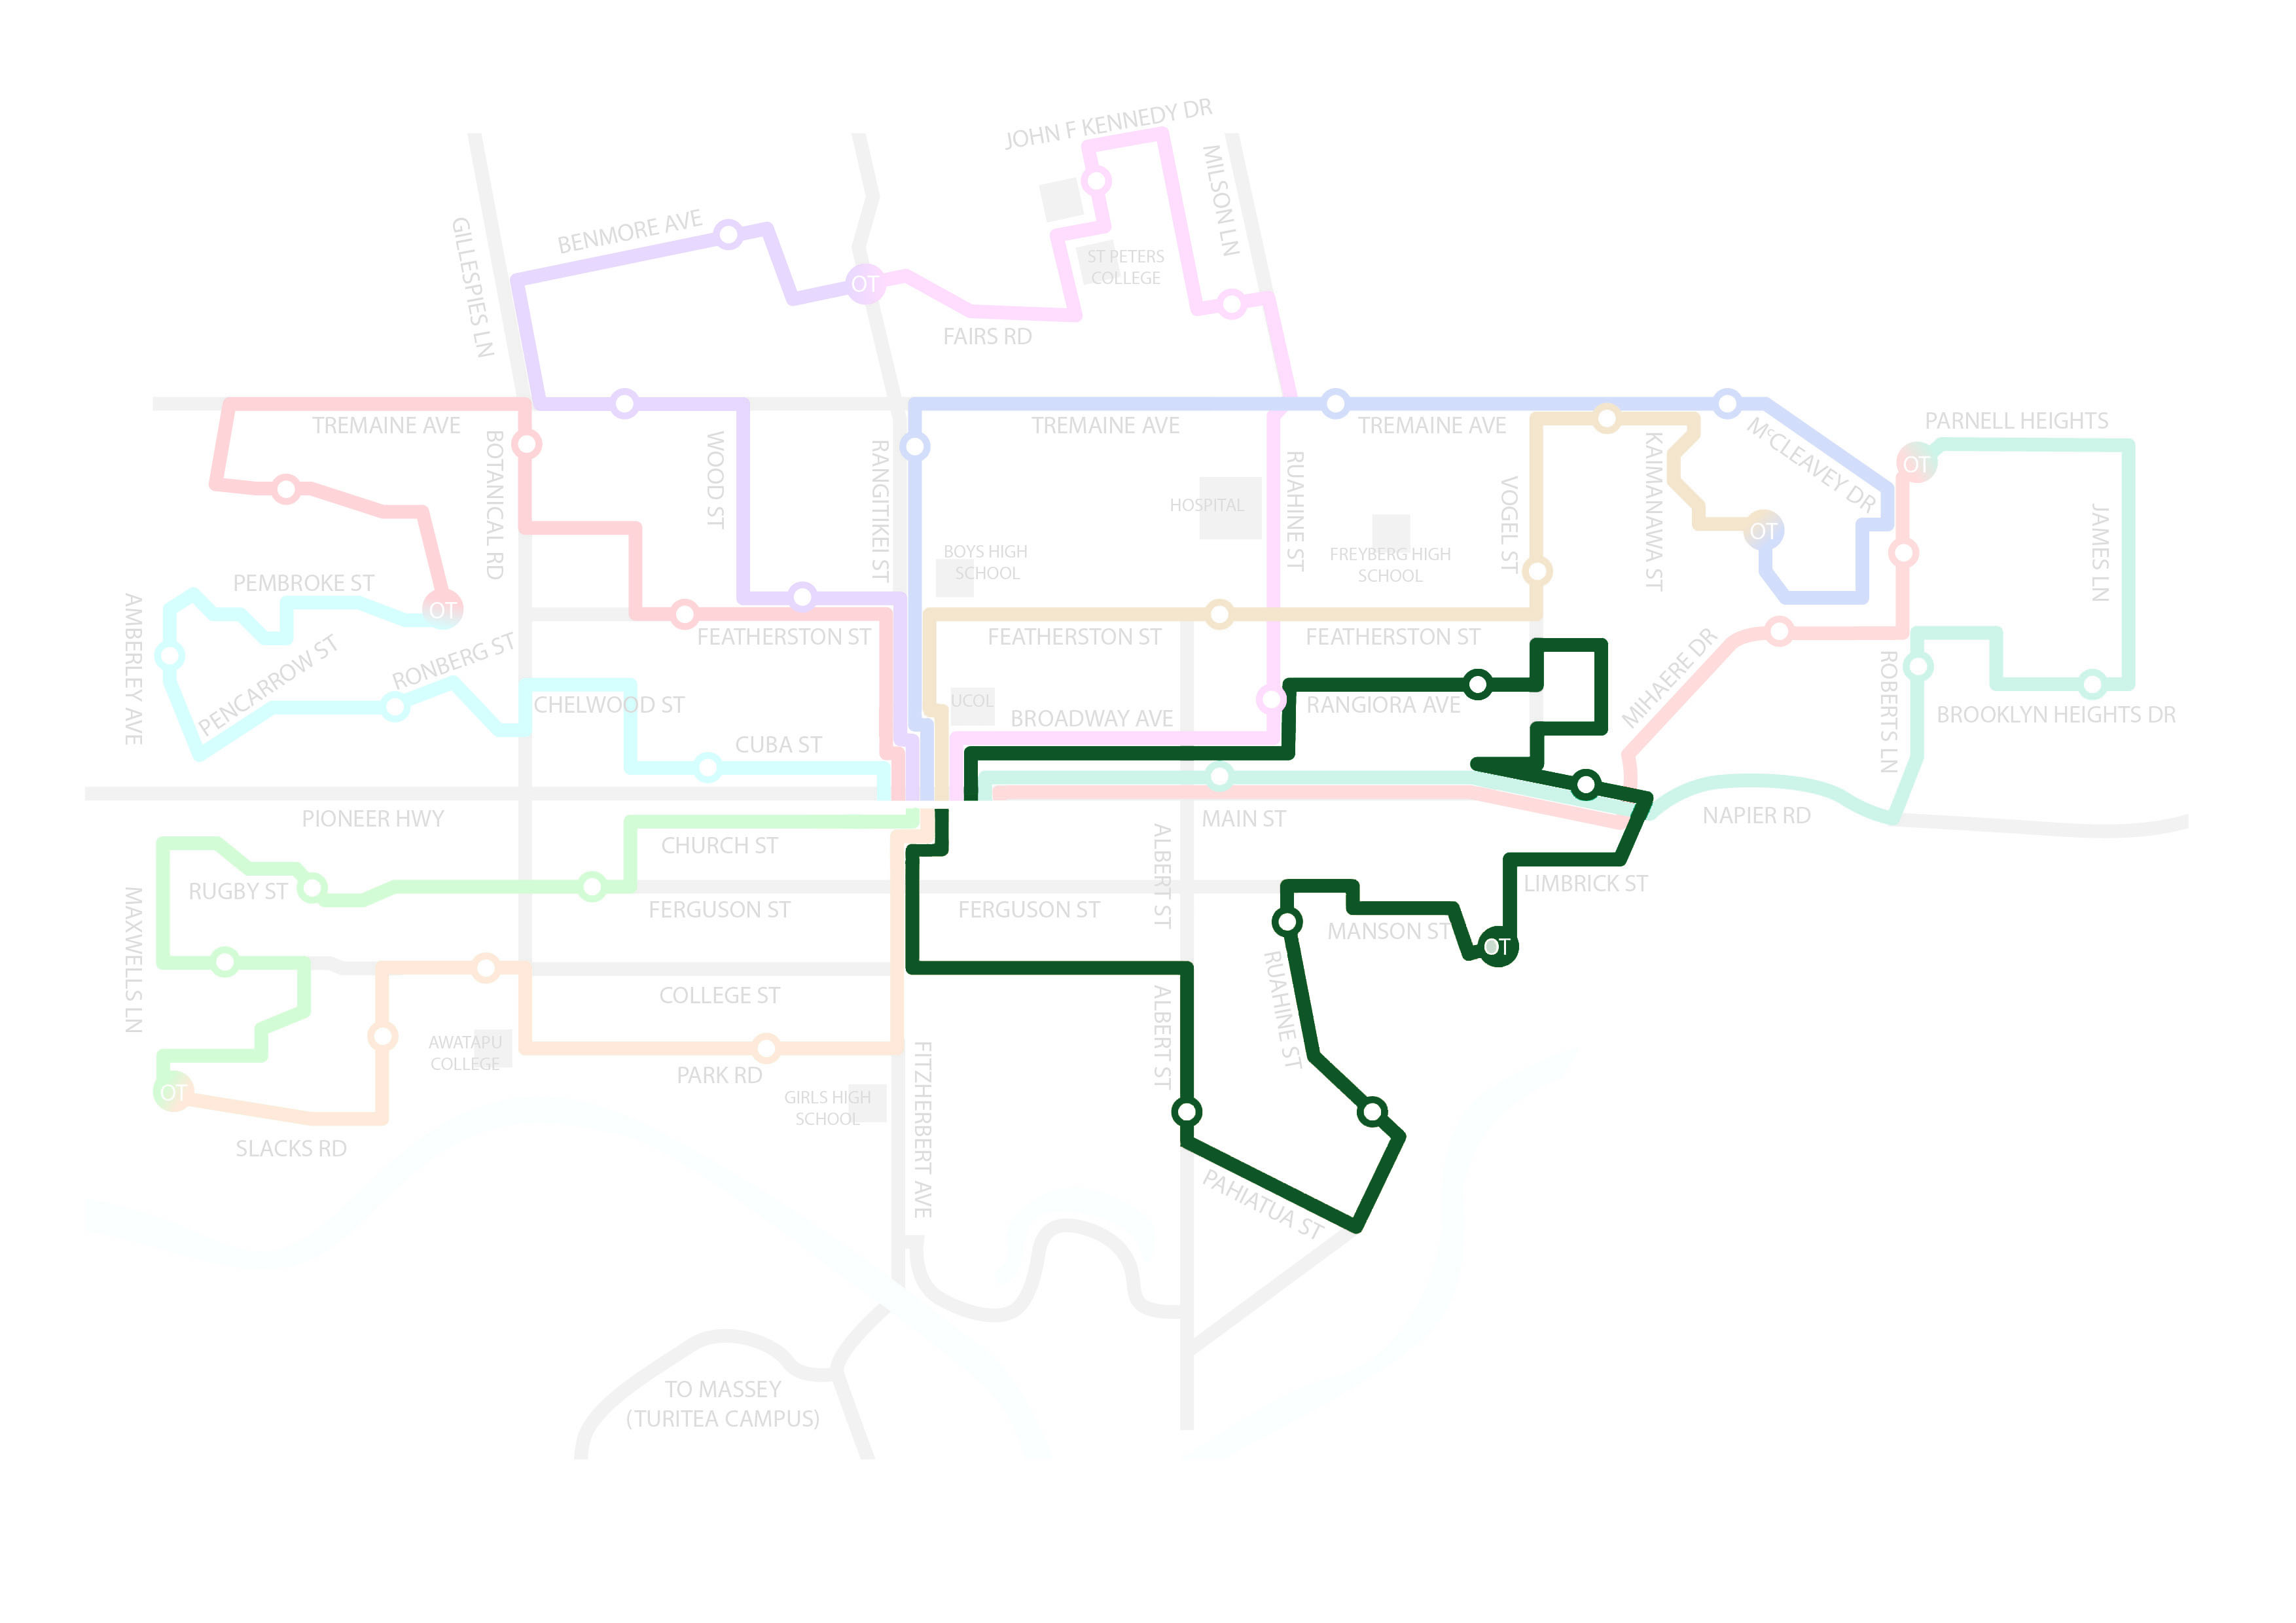 JOHN F KENNEDY DR
MILSON LN
GILLESPIES LN
BENMORE AVE
ST PETERS
COLLEGE
OT
FAIRS RD
TREMAINE AVE
TREMAINE AVE
TREMAINE AVE
PARNELL HEIGHTS
BOTANICAL RD
WOOD ST
RANGITIKEI ST
RUAHINE ST
VOGEL ST
KAIMANAWA ST
McCLEAVEY DR
OT
HOSPITAL
JAMES LN
OT
BOYS HIGH
SCHOOL
FREYBERG HIGH
SCHOOL
PEMBROKE ST
OT
AMBERLEY AVE
PENCARROW ST
RONBERG ST
FEATHERSTON ST
FEATHERSTON ST
FEATHERSTON ST
MIHAERE DR
ROBERTS LN
CHELWOOD ST
UCOL
BROADWAY AVE
RANGIORA AVE
BROOKLYN HEIGHTS DR
CUBA ST
PIONEER HWY
MAIN ST
NAPIER RD
CHURCH ST
ALBERT ST
RUGBY ST
MAXWELLS LN
FERGUSON ST
FERGUSON ST
LIMBRICK ST
MANSON ST
OT
RUAHINE ST
COLLEGE ST
ALBERT ST
AWATAPU
COLLEGE
PARK RD
FITZHERBERT AVE
OT
GIRLS HIGH
SCHOOL
SLACKS RD
PAHIATUA ST
TO MASSEY
(TURITEA CAMPUS)